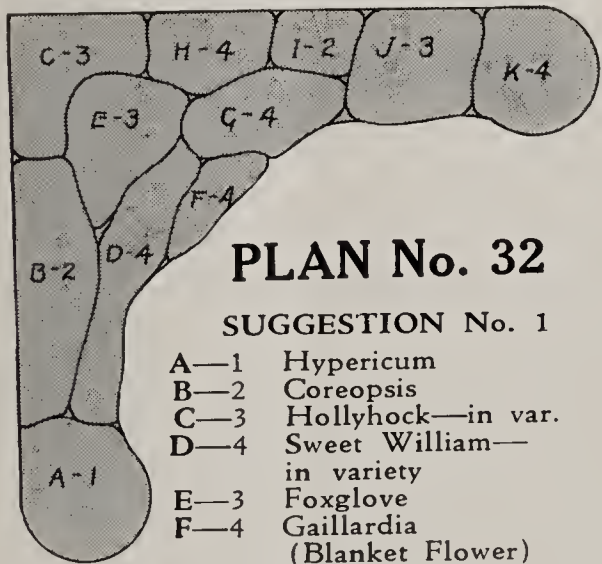 C-3 H-4 I-2 J-3 K-4
E-3 G-4
F-4
B-2 D-4
A-1
PLAN No. 32
SUGGESTION No. 1
A—1 Hypericum
B—2 Coreopsis
C—3 Hollyhock—in var.
D—4 Sweet William—
in variety
E—3 Foxglove
F—4 Gaillardia
(Blanket Flower)